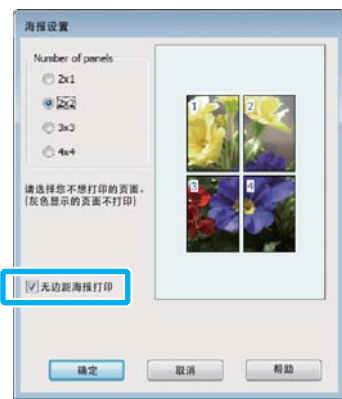 海报设置
Number of panels
2x1
2x2
3x3
4x4
请选择您不想打印的页面。
(灰色显示的页面不打印)
无边距海报打印
1
2
3
4
确定
取消
帮助